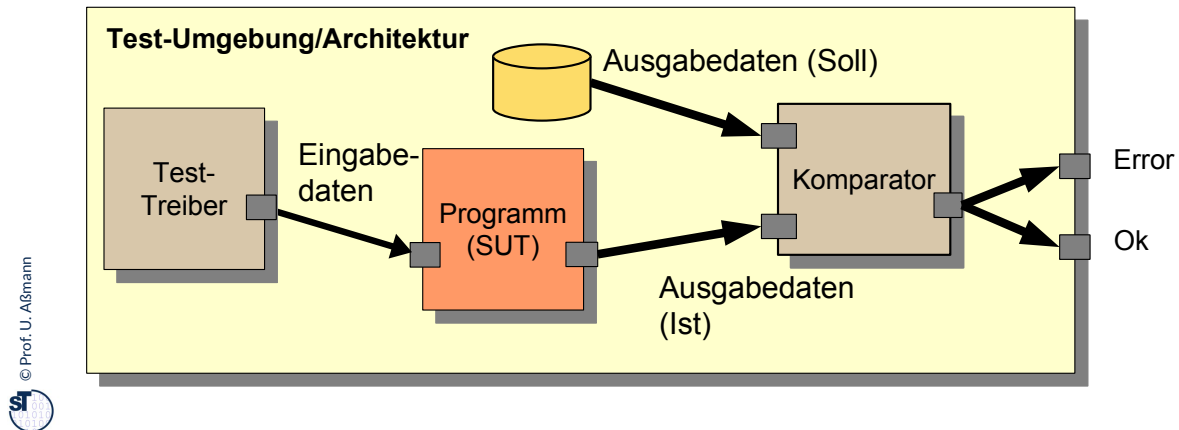 Test-Umgebung/Architektur
Ausgabedaten (Soll)
Test-
Treiber
Eingabe-
daten
Programm
(SUT)
Komparator
Error
Ok
Ausgabedaten
(Ist)
© Prof. U. Aßmann
ST